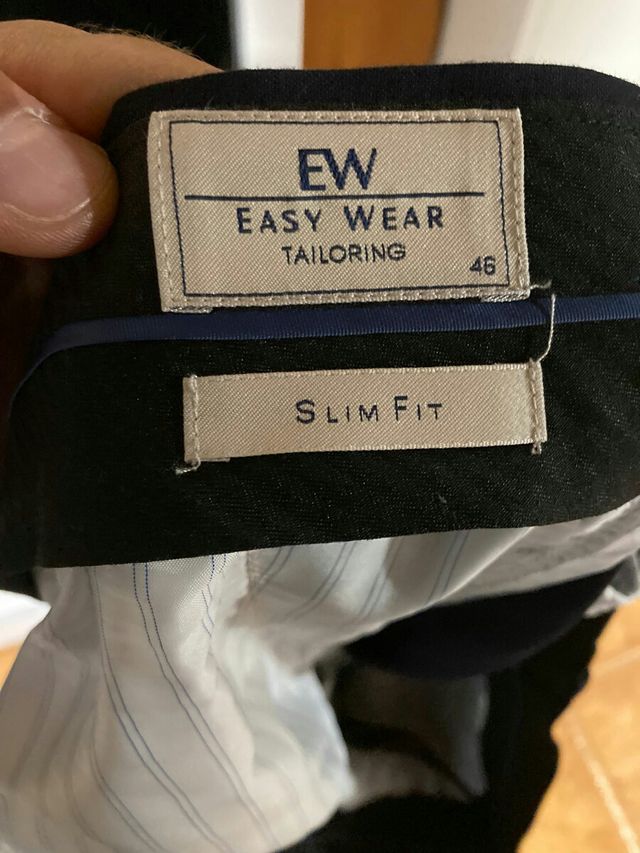 EW
EASY WEAR
TAILORING
46
SLIM FIT